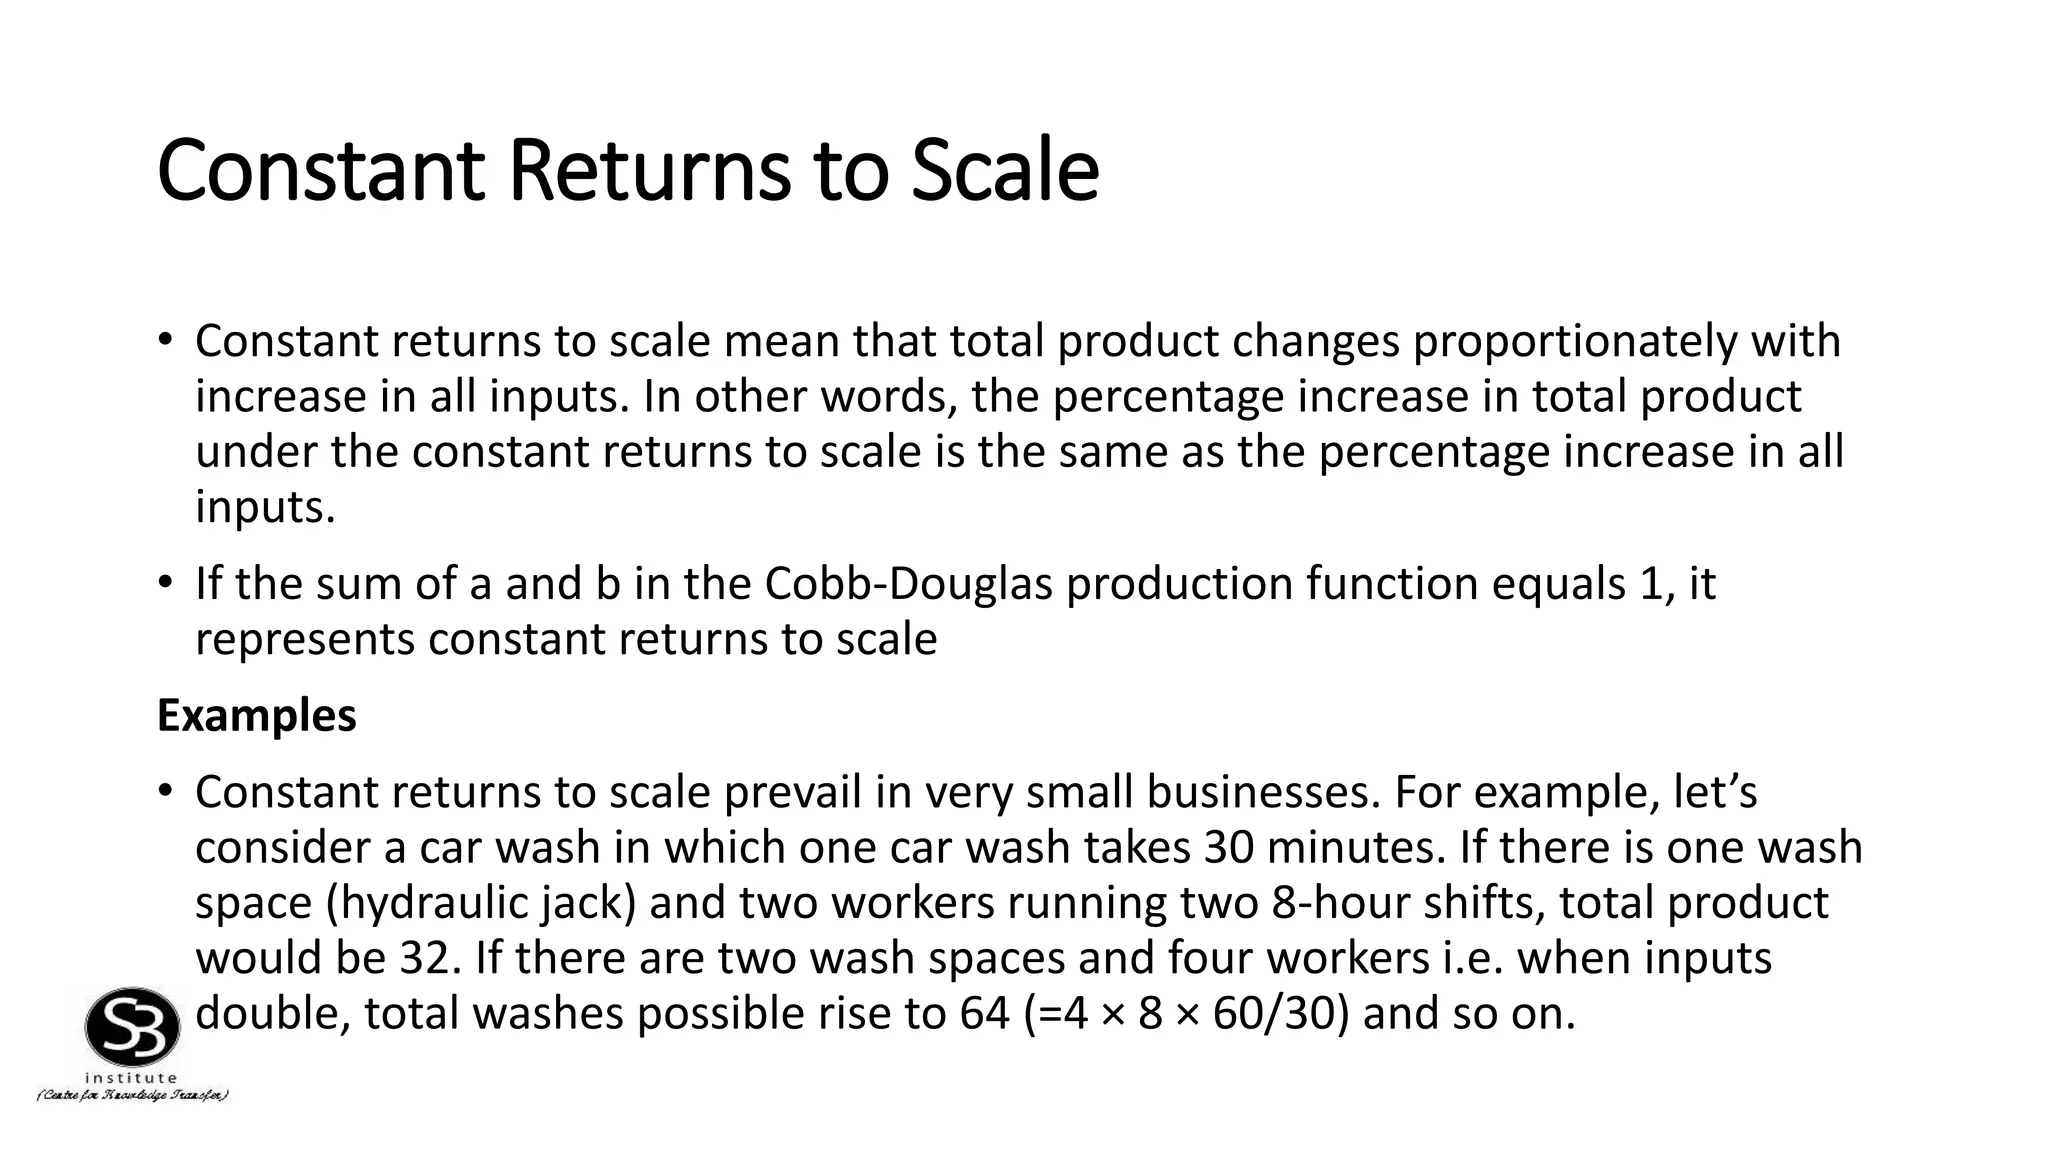 Constant Returns to Scale
• Constant returns to scale mean that total product changes proportionately with
increase in all inputs. In other words, the percentage increase in total product
under the constant returns to scale is the same as the percentage increase in all
inputs.
• If the sum of a and b in the Cobb-Douglas production function equals 1, it
represents constant returns to scale
Examples
• Constant returns to scale prevail in very small businesses. For example, let’s
consider a car wash in which one car wash takes 30 minutes. If there is one wash
space (hydraulic jack) and two workers running two 8-hour shifts, total product
would be 32. If there are two wash spaces and four workers i.e. when inputs
double, total washes possible rise to 64 (=4 × 8 × 60/30) and so on.
SB
institute
(Centre for Knowledge Transfer)